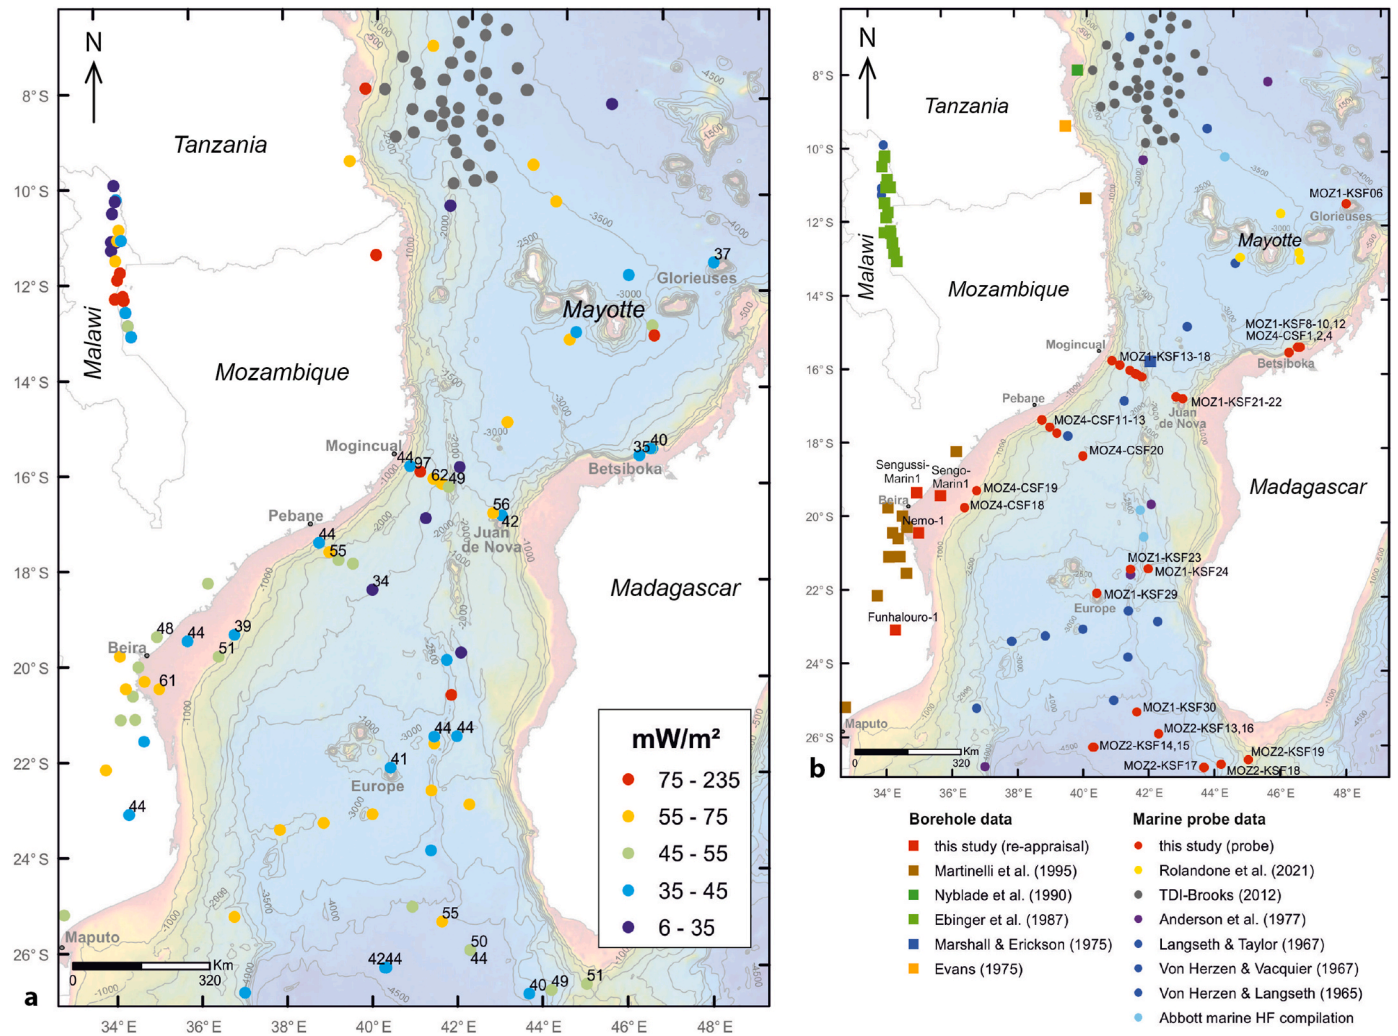 N
8°S
10°S
12°S
14°S
16°S
18°S
20°S
22°S
24°S
26°S
Tanzania
Malawi
Mozambique
Mayotte
Glorieuses
37
Mogincual
44
97
62
49
35
40
Betsiboka
Pebane
44
55
56
42
Juan
de Nova
34
Madagascar
48
44
39
51
Beira
61
44
44
41
Europe
44
55
50
44
4244
40
49
51
Maputo
0
320
Km
mW/m²
75 - 235
55 - 75
45 - 55
35 - 45
6 - 35
a
34°E
36°E
38°E
40°E
42°E
44°E
46°E
48°E
N
8°S
10°S
12°S
14°S
16°S
18°S
20°S
22°S
24°S
26°S
Tanzania
Malawi
Mozambique
MOZ1-KSF06
Glorieuses
Mayotte
MOZ1-KSF8-10,12
MOZ4-CSF1,2,4
Betsiboka
Mogincual
MOZ1-KSF13-18
Pebane
MOZ4-CSF11-13
MOZ1-KSF21-22
Juan
de Nova
MOZ4-CSF20
Sengussi-
Marin1
Sengo-
Marin1
MOZ4-CSF19
MOZ4-CSF18
Beira
Nemo-1
Madagascar
MOZ1-KSF23
MOZ1-KSF24
MOZ1-KSF29
Europe
Funhalouro-1
MOZ1-KSF30
MOZ2-KSF13,16
MOZ2-KSF14,15
MOZ2-KSF19
MOZ2-KSF17
MOZ2-KSF18
Maputo
0
320
Km
b
34°E
36°E
38°E
40°E
42°E
44°E
46°E
48°E
Borehole data
this study (re-appraisal)
Martinelli et al. (1995)
Nyblade et al. (1990)
Ebinger et al. (1987)
Marshall & Erickson (1975)
Evans (1975)
Marine probe data
this study (probe)
Rolandone et al. (2021)
TDI-Brooks (2012)
Anderson et al. (1977)
Langseth & Taylor (1967)
Von Herzen & Vacquier (1967)
Von Herzen & Langseth (1965)
Abbott marine HF compilation